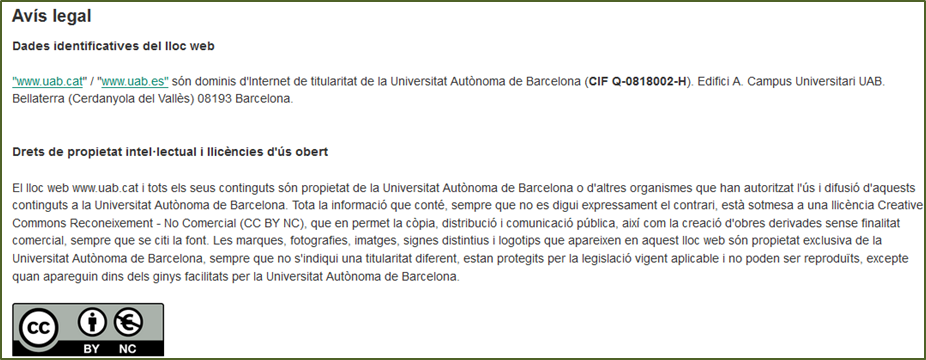 Avís legal
Dades identificatives del lloc web
"www.uab.cat" / "www.uab.es" són dominis d'Internet de titularitat de la Universitat Autònoma de Barcelona (CIF Q-0818002-H). Edifici A. Campus Universitari UAB.
Bellaterra (Cerdanyola del Vallès) 08193 Barcelona.
Drets de propietat intel·lectual i llicències d'ús obert
El lloc web www.uab.cat i tots els seus continguts són propietat de la Universitat Autònoma de Barcelona o d'altres organismes que han autoritzat l'ús i difusió d'aquests
continguts a la Universitat Autònoma de Barcelona. Tota la informació que conté, sempre que no es digui expressament el contrari, està sotmesa a una llicència Creative
Commons Reconeixement - No Comercial (CC BY NC), que en permet la còpia, distribució i comunicació pública, així com la creació d'obres derivades sense finalitat
comercial, sempre que se citi la font. Les marques, fotografies, imatges, signes distintius i logotips que apareixen en aquest lloc web són propietat exclusiva de la
Universitat Autònoma de Barcelona, sempre que no s'indiqui una titularitat diferent, estan protegits per la legislació vigent aplicable i no poden ser reproduïts, excepte
quan apareguin dins dels ginys facilitats per la Universitat Autònoma de Barcelona.
cc
BY NC